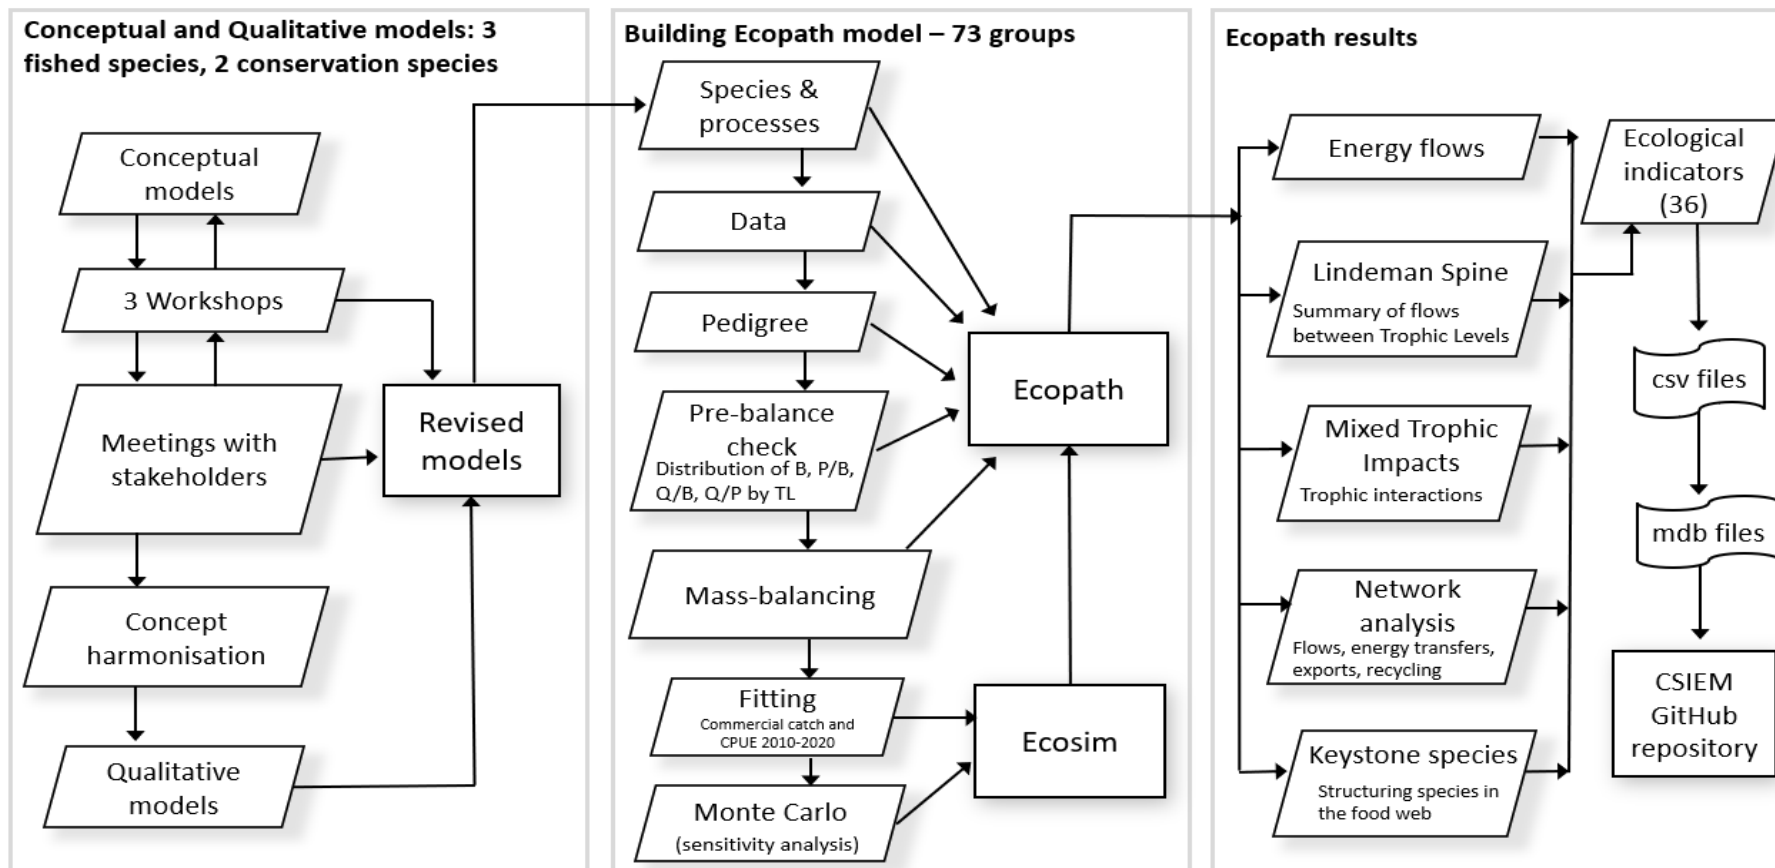 Conceptual and Qualitative models: 3
fished species, 2 conservation species
Conceptual
models
3 Workshops
Meetings with
stakeholders
Revised
models
Concept
harmonisation
Qualitative
models
Building Ecopath model – 73 groups
Species &
processes
Data
Pedigree
Pre-balance
check
Distribution of B, P/B,
Q/B, Q/P by TL
Mass-balancing
Fitting
Commercial catch and
CPUE 2010-2020
Monte Carlo
(sensitivity analysis)
Ecopath
Ecosim
Ecopath results
Energy flows
Lindeman Spine
Summary of flows
between Trophic Levels
Mixed Trophic
Impacts
Trophic interactions
Network
analysis
Flows, energy transfers,
exports, recycling
Keystone species
Structuring species in
the food web
Ecological
indicators
(36)
csv files
mdb files
CSIEM
GitHub
repository